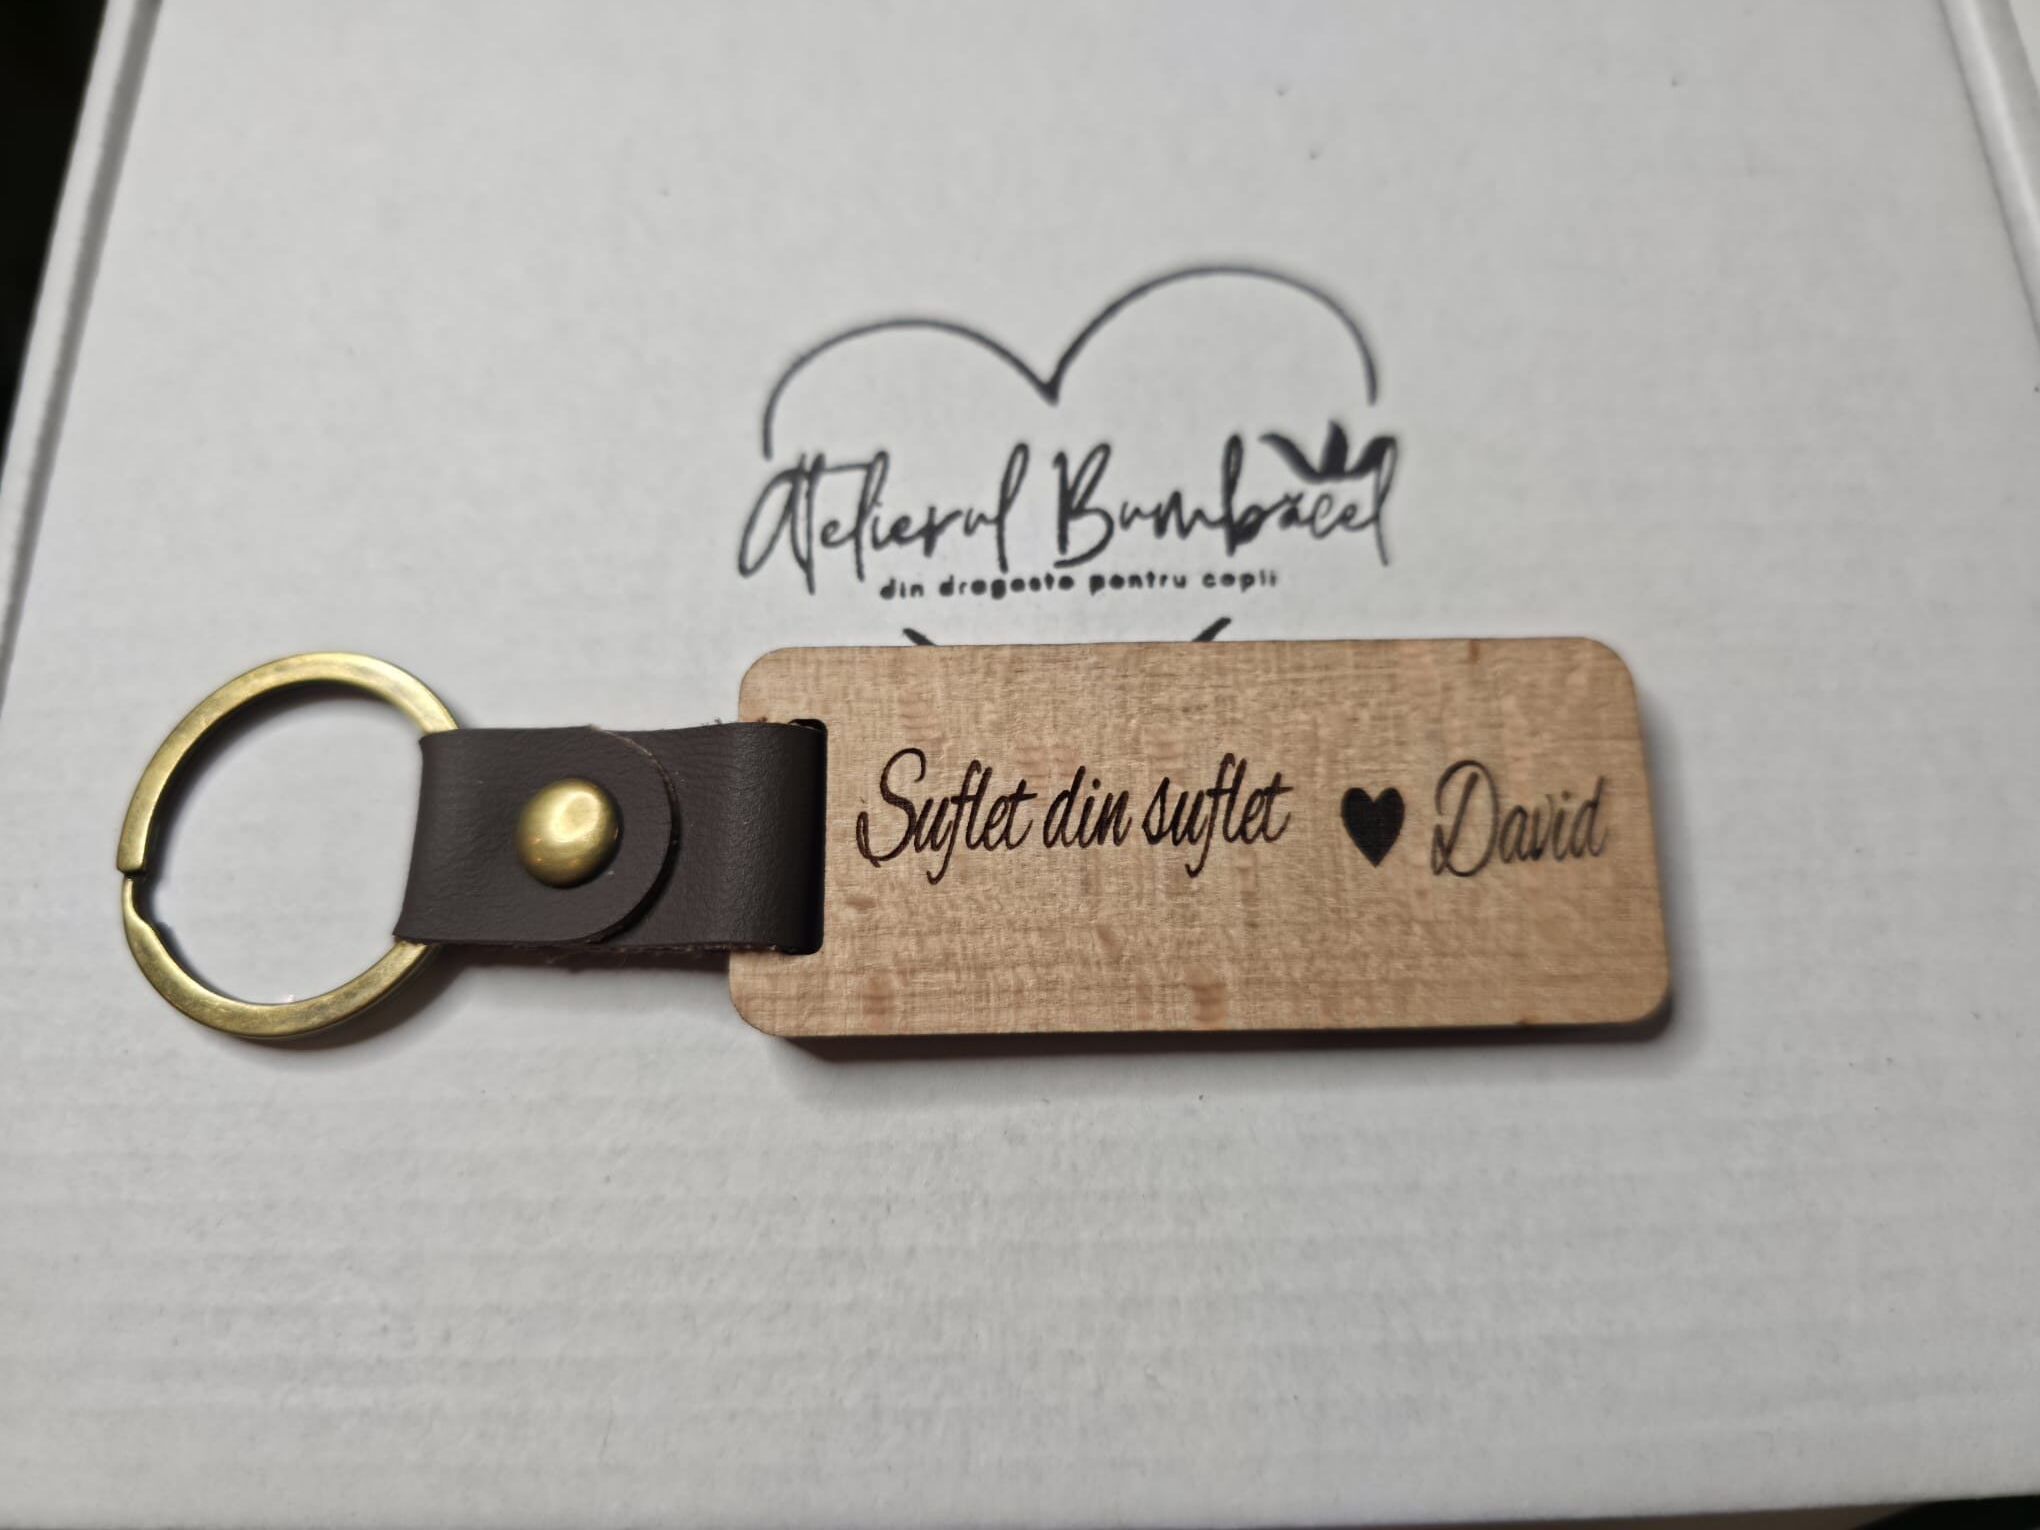 Atelierul Bumbăcel
din dragoste pentru copii
Suflet din suflet ♥ David